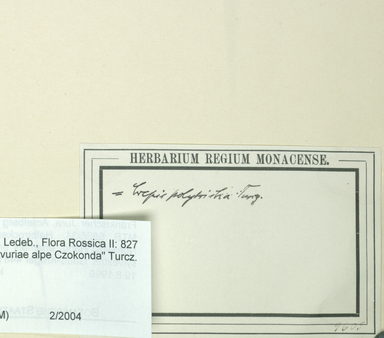 HERBARIUM REGIUM MONACENSE.
= Crepis polytricha Turcz.
Ledeb., Flora Rossica II: 827
vuriae alpe Czokonda" Turcz.
M) 2/2004